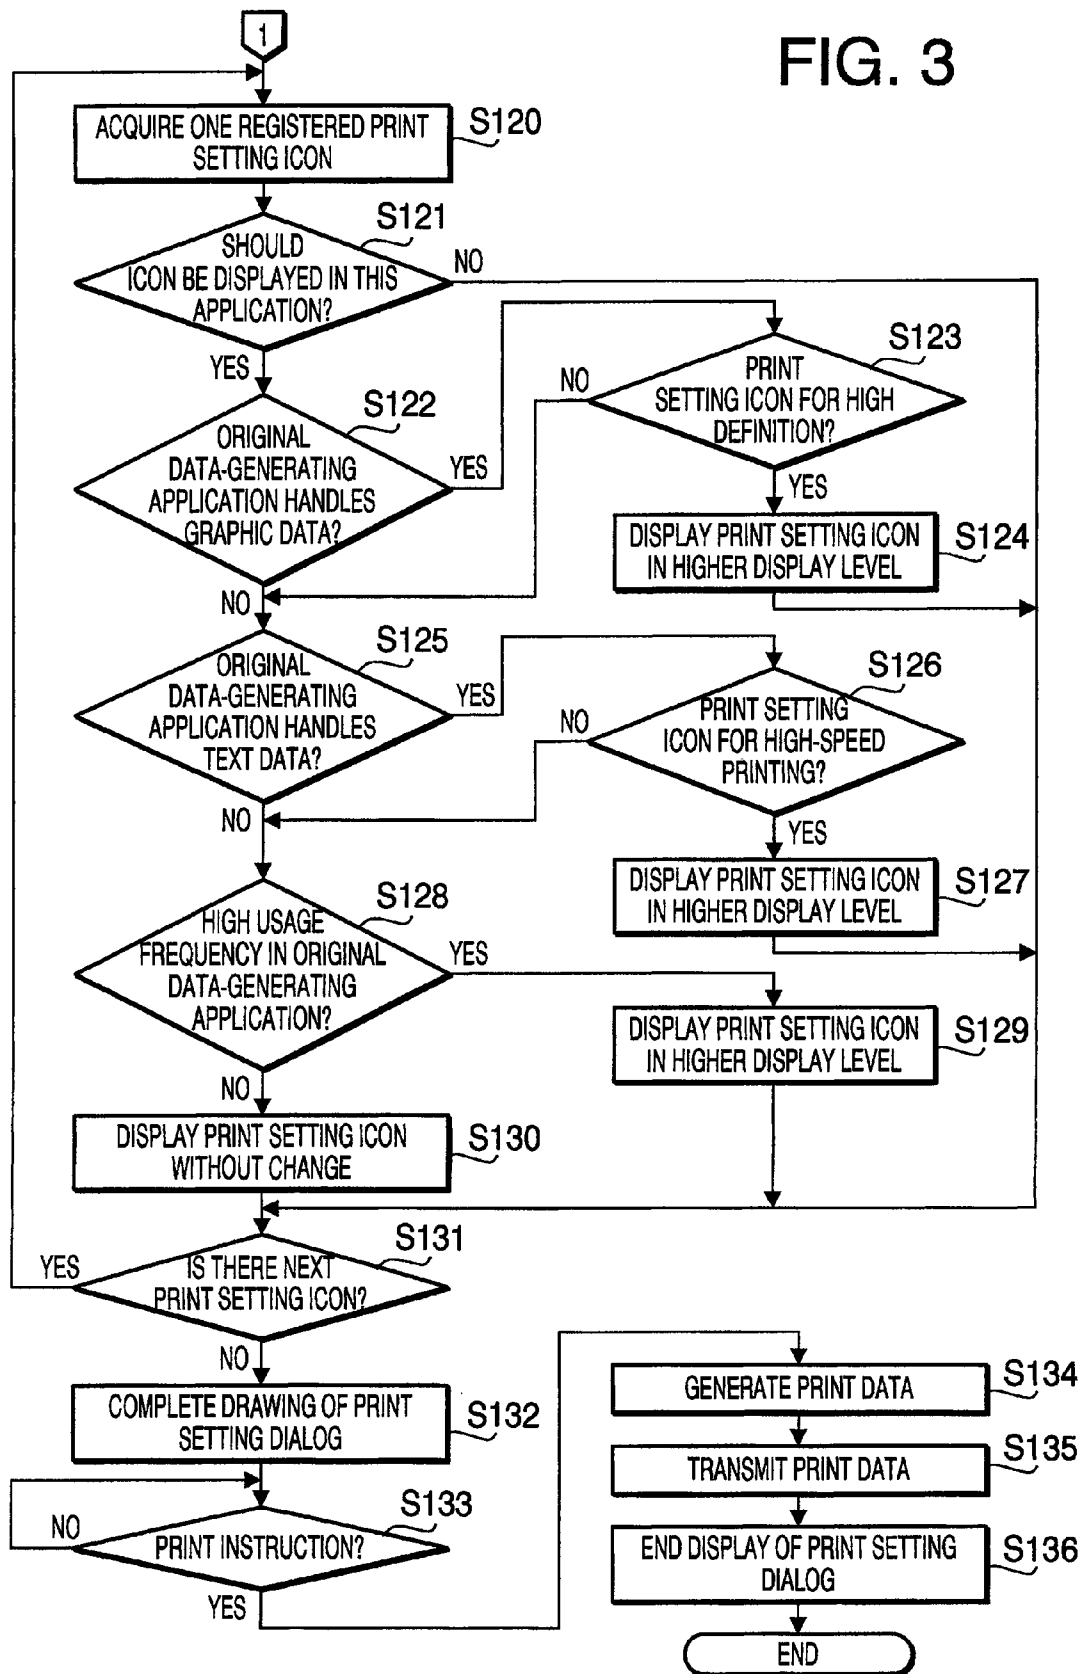 1
FIG. 3
ACQUIRE ONE REGISTERED PRINT
SETTING ICON
S120
S121
SHOULD
ICON BE DISPLAYED IN THIS
APPLICATION?
NO
YES
S122
ORIGINAL
DATA-GENERATING
APPLICATION HANDLES
GRAPHIC DATA?
YES
NO
S123
PRINT
SETTING ICON FOR HIGH
DEFINITION?
NO
YES
DISPLAY PRINT SETTING ICON
IN HIGHER DISPLAY LEVEL
S124
S125
ORIGINAL
DATA-GENERATING
APPLICATION HANDLES
TEXT DATA?
YES
NO
S126
PRINT SETTING
ICON FOR HIGH-SPEED
PRINTING?
NO
YES
DISPLAY PRINT SETTING ICON
IN HIGHER DISPLAY LEVEL
S127
S128
HIGH USAGE
FREQUENCY IN ORIGINAL
DATA-GENERATING
APPLICATION?
YES
NO
DISPLAY PRINT SETTING ICON
IN HIGHER DISPLAY LEVEL
S129
DISPLAY PRINT SETTING ICON
WITHOUT CHANGE
S130
S131
IS THERE NEXT
PRINT SETTING ICON?
YES
NO
COMPLETE DRAWING OF PRINT
SETTING DIALOG
S132
S133
PRINT INSTRUCTION?
NO
YES
GENERATE PRINT DATA
S134
TRANSMIT PRINT DATA
S135
END DISPLAY OF PRINT SETTING
DIALOG
S136
END